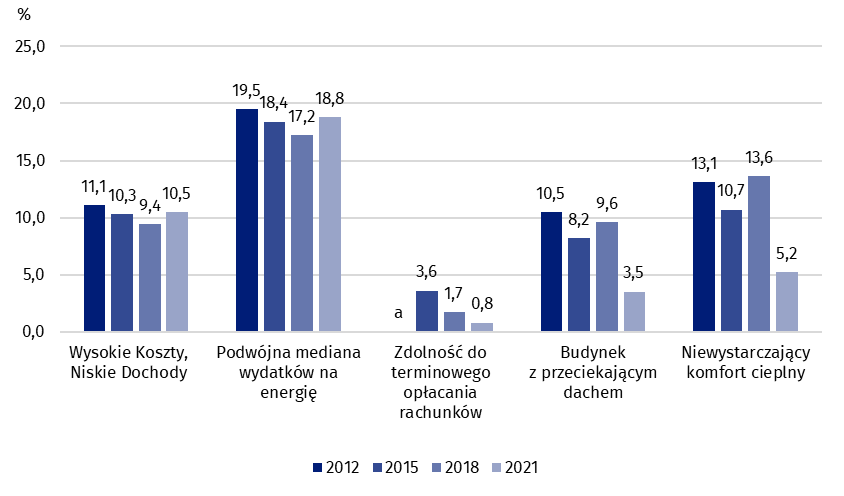 %
25,0
20,0
15,0
10,0
5,0
0,0
11,1 10,3 9,4 10,5
19,5 18,4 17,2 18,8
a 3,6 1,7 0,8
10,5 8,2 9,6 3,5
13,1 10,7 13,6 5,2
Wysokie Koszty,
Niskie Dochody
Podwójna mediana
wydatków na
energię
Zdolność do
terminowego
opłacania
rachunków
Budynek
z przeciekającym
dachem
Niewystarczający
komfort cieplny
2012 2015 2018 2021